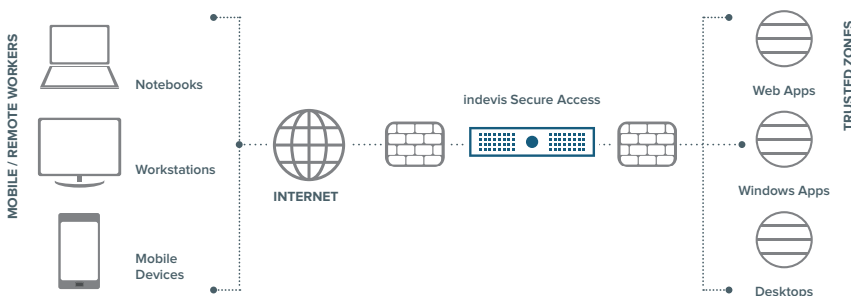 MOBILE / REMOTE WORKERS
Notebooks
Workstations
Mobile
Devices
INTERNET
indevis Secure Access
Web Apps
Windows Apps
Desktops
TRUSTED ZONES